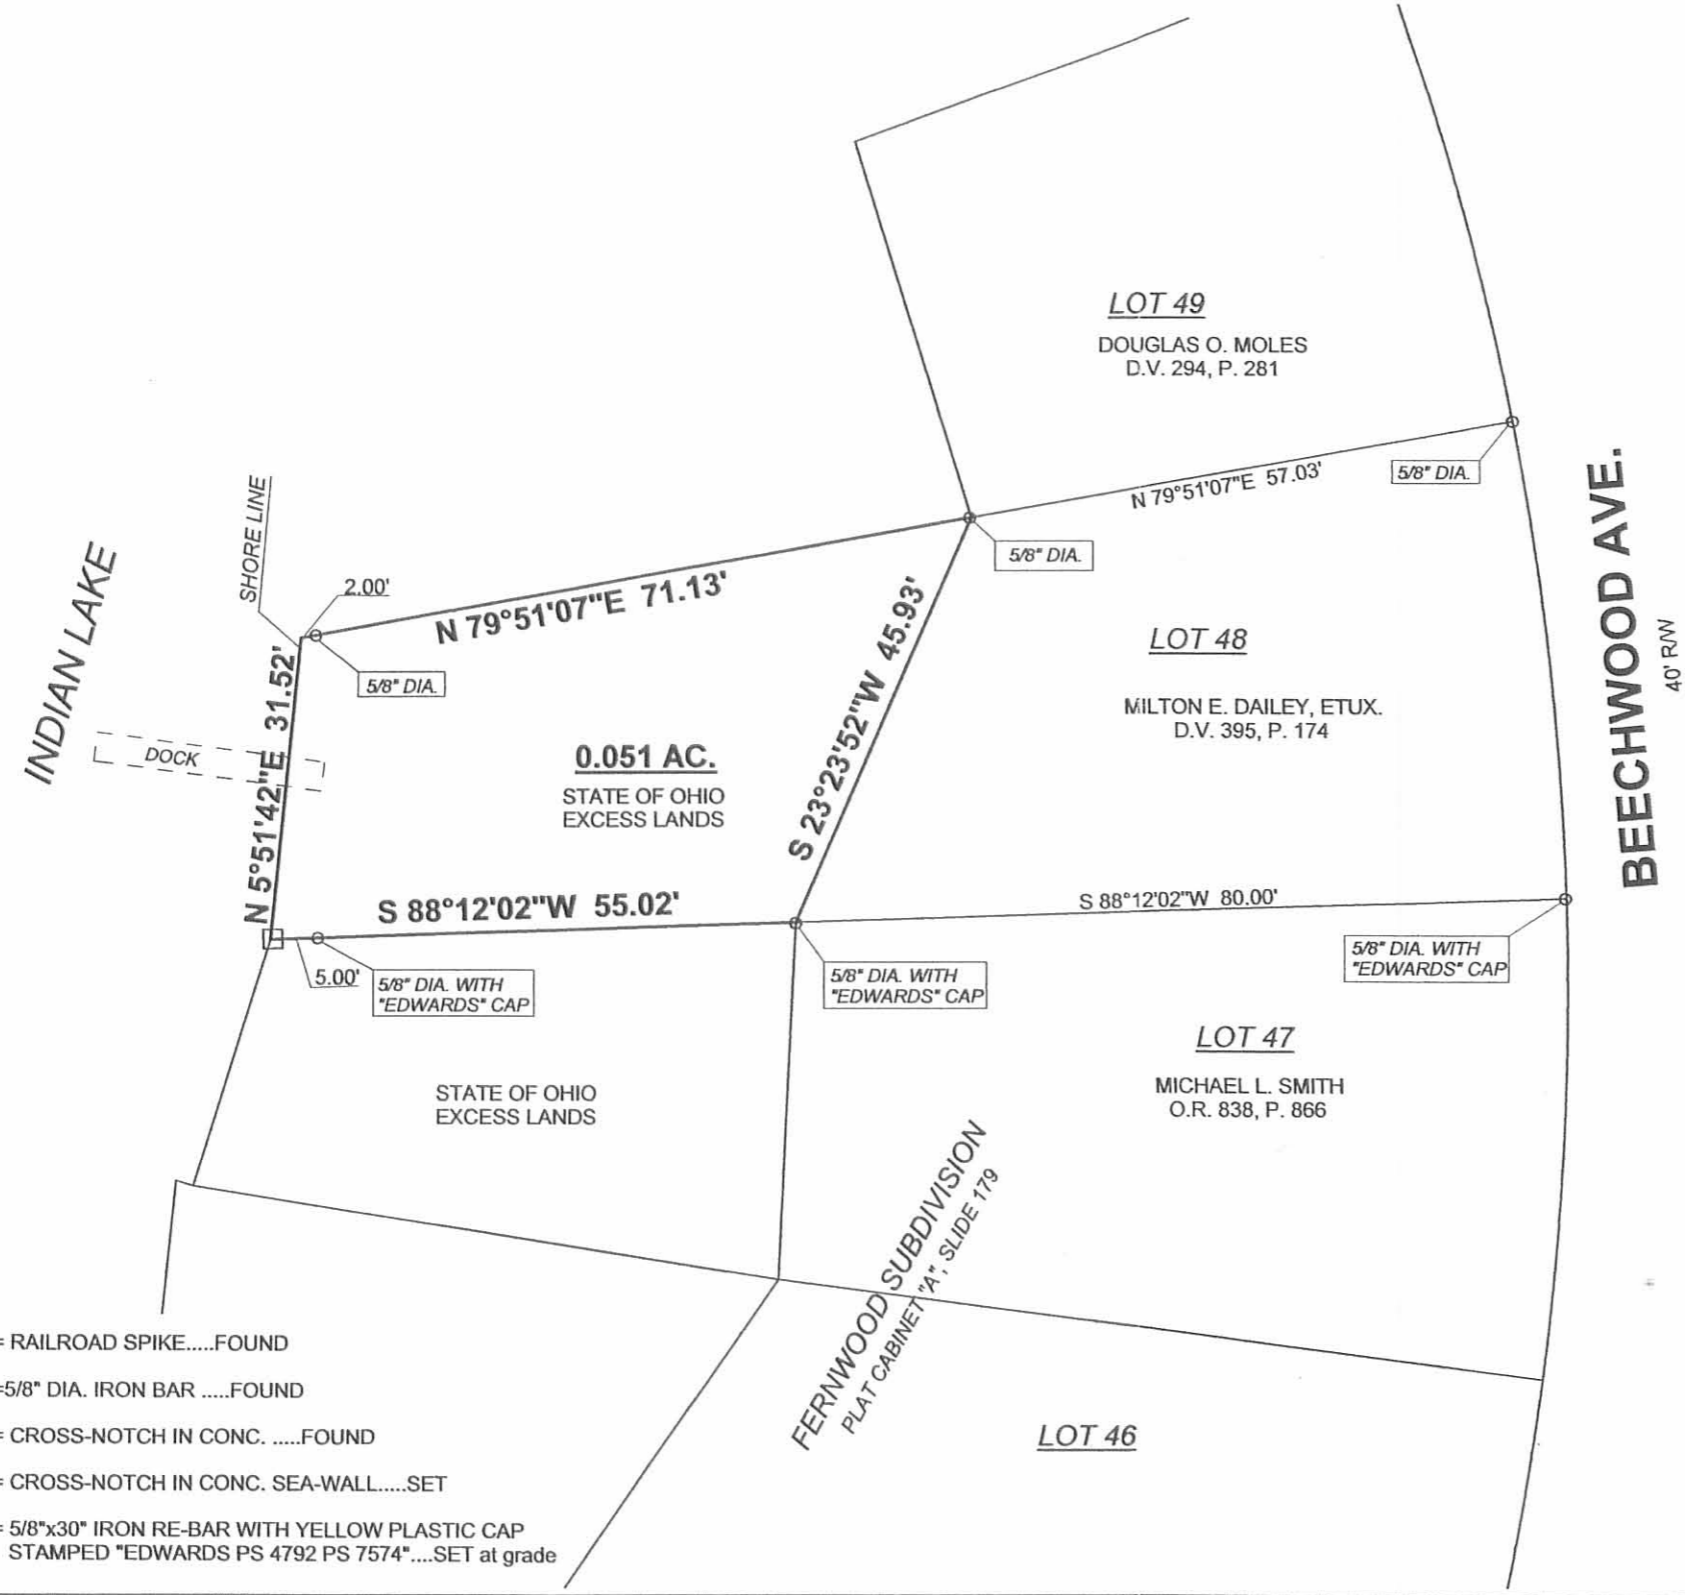 LOT 49
DOUGLAS O. MOLES
D.V. 294, P. 281
5/8" DIA.
N 79°51'07"E 57.03'
5/8" DIA.
BEECHWOOD AVE.
40' R/W
INDIAN LAKE
SHORE LINE
2.00'
N 79°51'07"E 71.13'
5/8" DIA.
N 5°51'42"E 31.52'
DOCK
0.051 AC.
STATE OF OHIO
EXCESS LANDS
S 23°23'52"W 45.93'
LOT 48
MILTON E. DAILEY, ETUX.
D.V. 395, P. 174
S 88°12'02"W 55.02'
S 88°12'02"W 80.00'
5.00'
5/8" DIA. WITH
"EDWARDS" CAP
5/8" DIA. WITH
"EDWARDS" CAP
5/8" DIA. WITH
"EDWARDS" CAP
LOT 47
MICHAEL L. SMITH
O.R. 838, P. 866
STATE OF OHIO
EXCESS LANDS
FERNWOOD SUBDIVISION
PLAT CABINET "A", SLIDE 179
LOT 46
= RAILROAD SPIKE.....FOUND
=5/8" DIA. IRON BAR .....FOUND
= CROSS-NOTCH IN CONC. .....FOUND
= CROSS-NOTCH IN CONC. SEA-WALL.....SET
= 5/8"x30" IRON RE-BAR WITH YELLOW PLASTIC CAP
STAMPED "EDWARDS PS 4792 PS 7574"....SET at grade